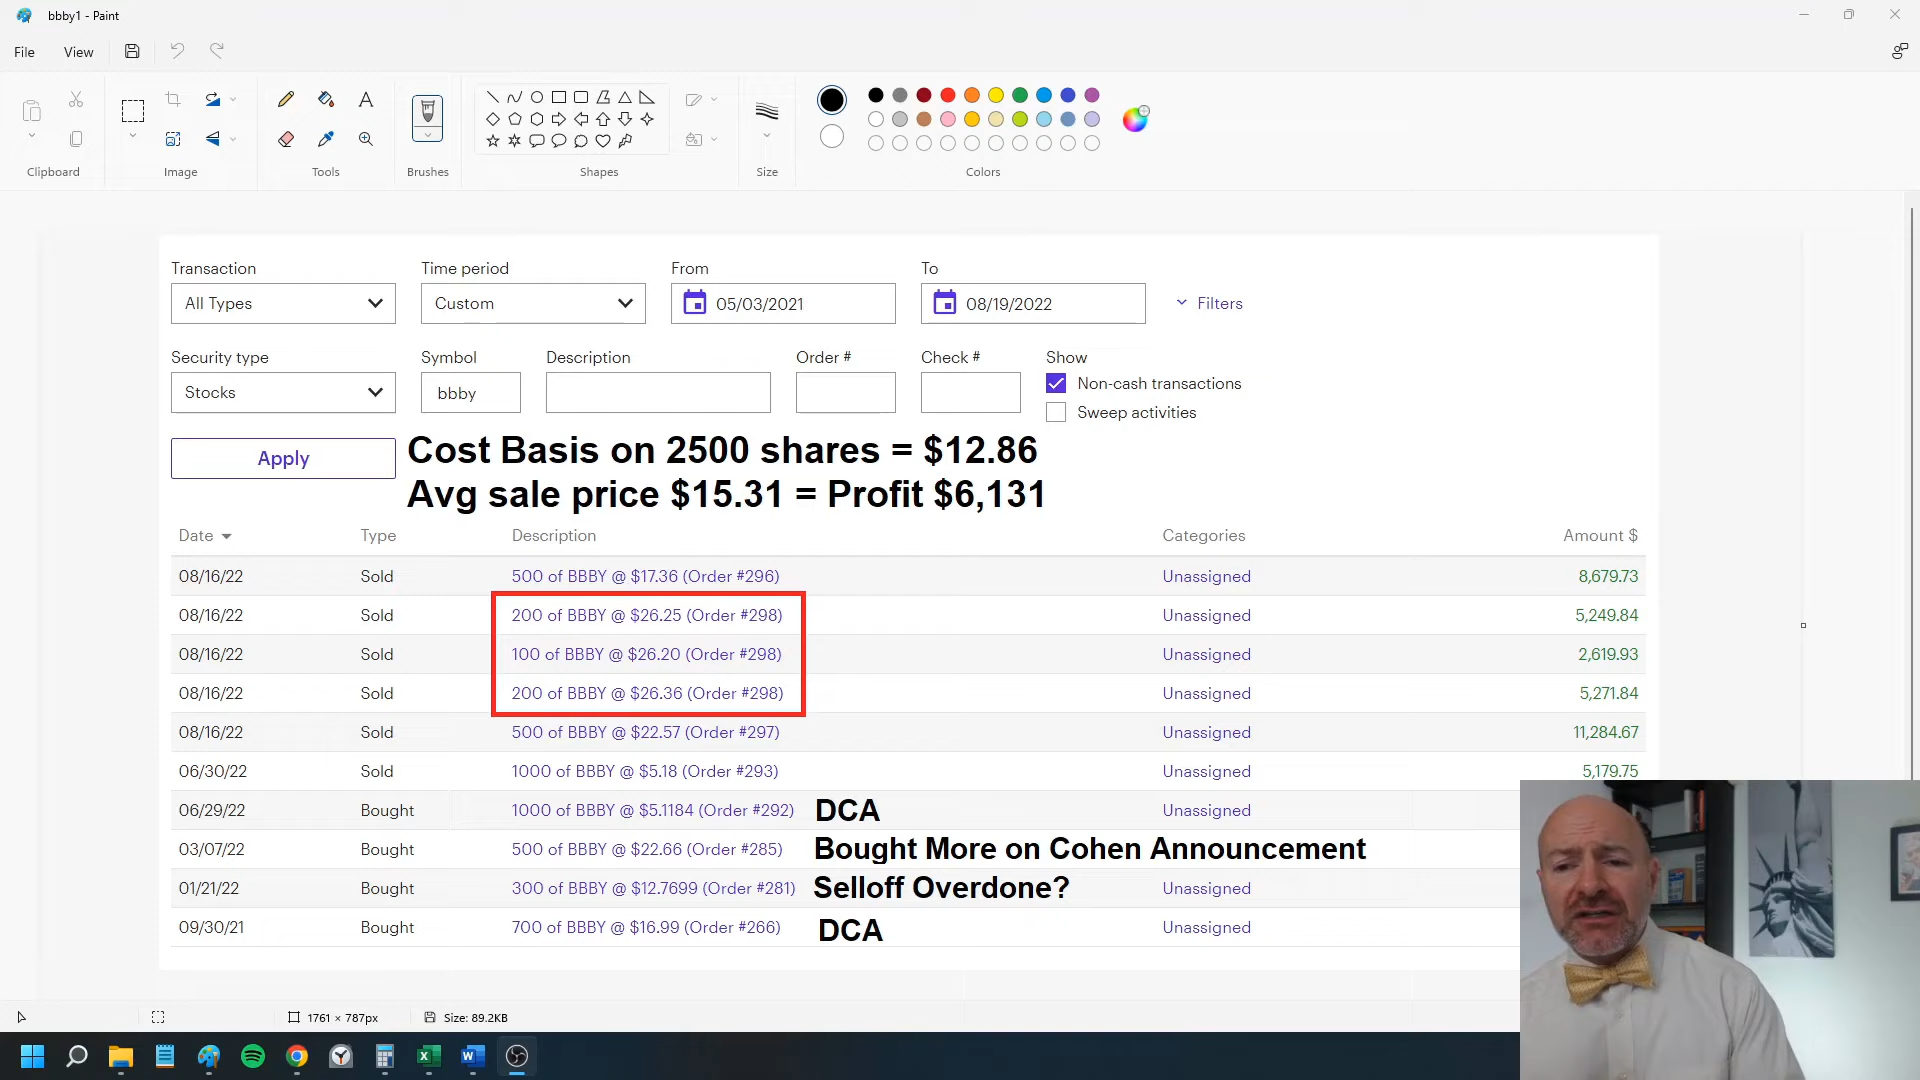 bbby1 - Paint
File View
Clipboard Image Tools Brushes Shapes Size Colors
Transaction Time period From To
All Types Custom 05/03/2021 08/19/2022 Filters
Security type Symbol Description Order # Check # Show
Stocks bbby Non-cash transactions
Sweep activities
Apply Cost Basis on 2500 shares = $12.86
Avg sale price $15.31 = Profit $6,131
Date Type Description Categories Amount $
08/16/22 Sold 500 of BBBY @ $17.36 (Order #296) Unassigned 8,679.73
08/16/22 Sold 200 of BBBY @ $26.25 (Order #298) Unassigned 5,249.84
08/16/22 Sold 100 of BBBY @ $26.20 (Order #298) Unassigned 2,619.93
08/16/22 Sold 200 of BBBY @ $26.36 (Order #298) Unassigned 5,271.84
08/16/22 Sold 500 of BBBY @ $22.57 (Order #297) Unassigned 11,284.67
06/30/22 Sold 1000 of BBBY @ $5.18 (Order #293) Unassigned 5,179.75
06/29/22 Bought 1000 of BBBY @ $5.1184 (Order #292) DCA Unassigned
03/07/22 Bought 500 of BBBY @ $22.66 (Order #285) Bought More on Cohen Announcement
01/21/22 Bought 300 of BBBY @ $12.7699 (Order #281) Selloff Overdone? Unassigned
09/30/21 Bought 700 of BBBY @ $16.99 (Order #266) DCA Unassigned
1761 × 787px Size: 89.2KB